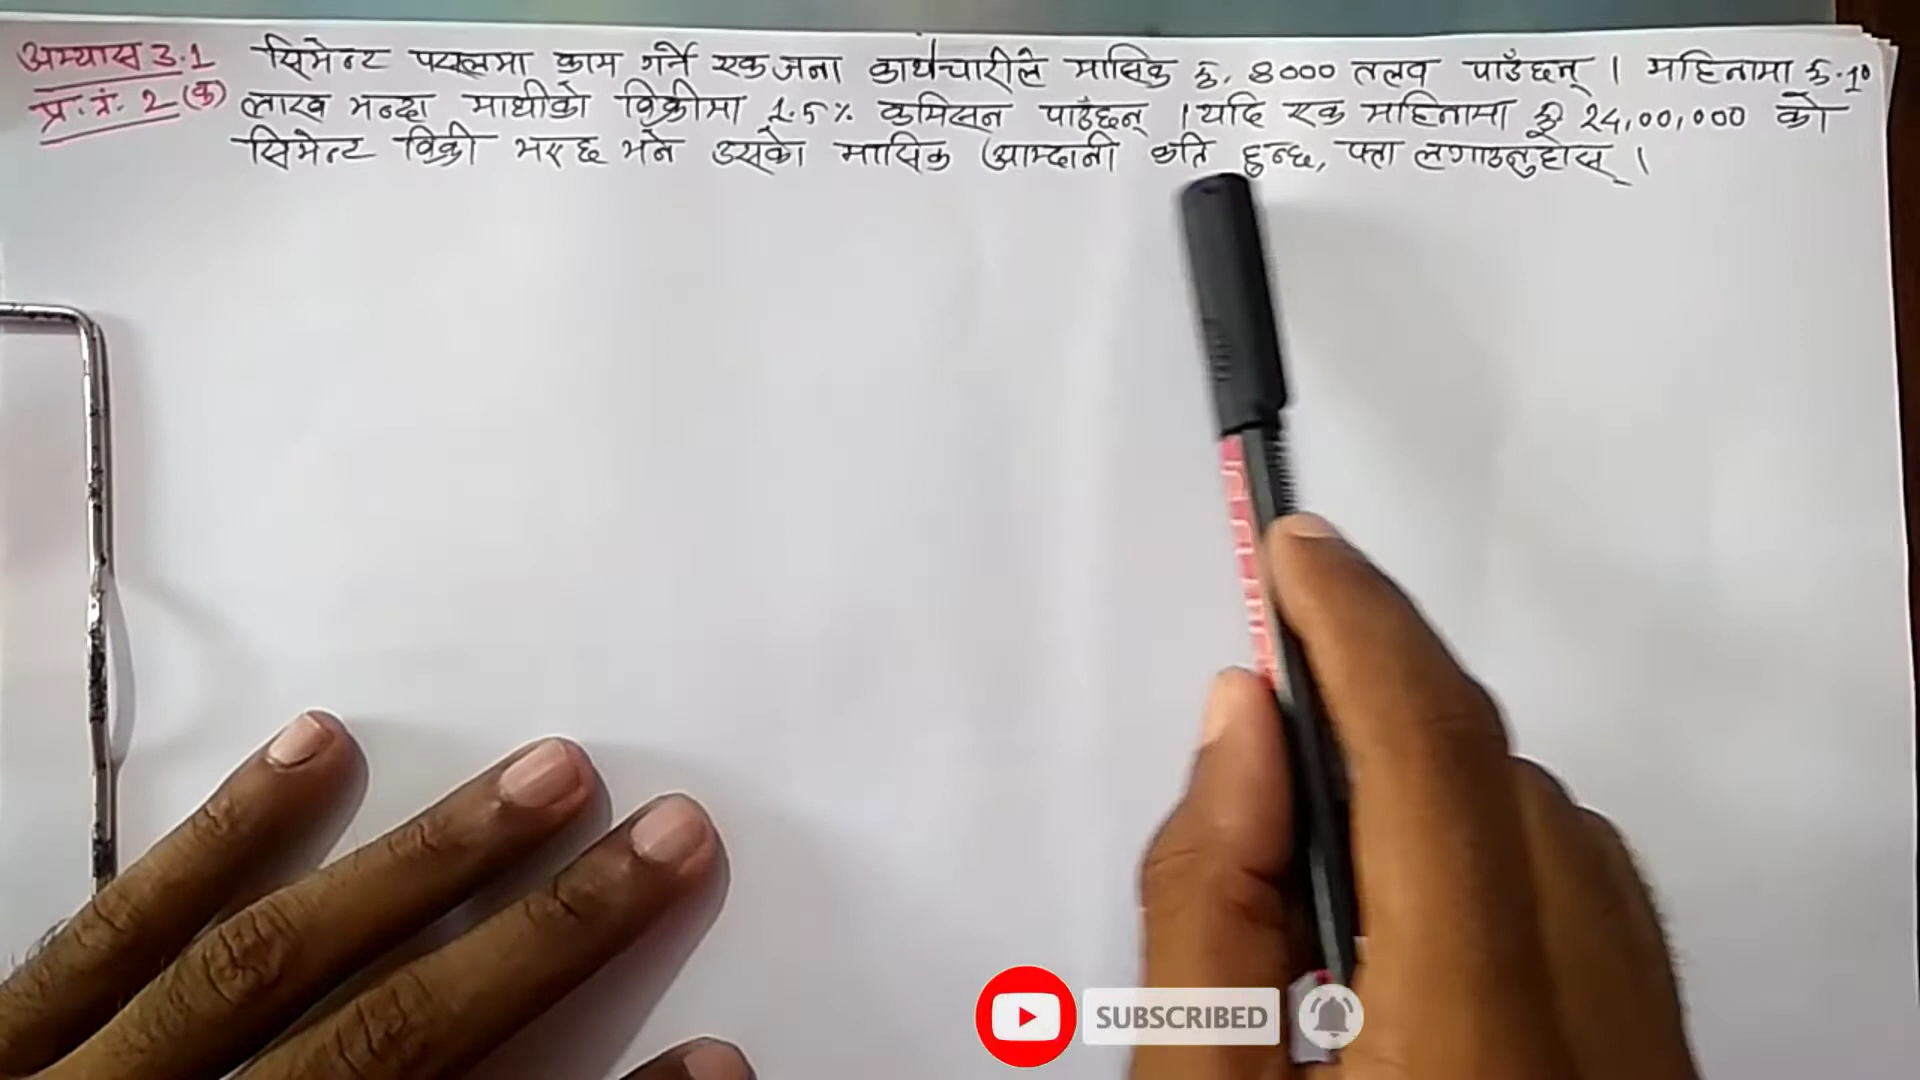 अभ्यास 3.1 सिमेन्ट पसलमा काम गर्ने एकजना कार्यचारीले मासिक रु. 8000 तलव पाउँछन् । महिनामा रु.10
प्र.नं. 2 (क) लाख भन्दा माथीको विक्रीमा 1.5% कमिसन पाउँछन् । यदि एक महिनामा रु 24,00,000 को
सिमेन्ट विक्री भएछ भने उसको मासिक आम्दानी कति हुन्छ, पत्ता लगाउनुहोस् ।
SUBSCRIBED